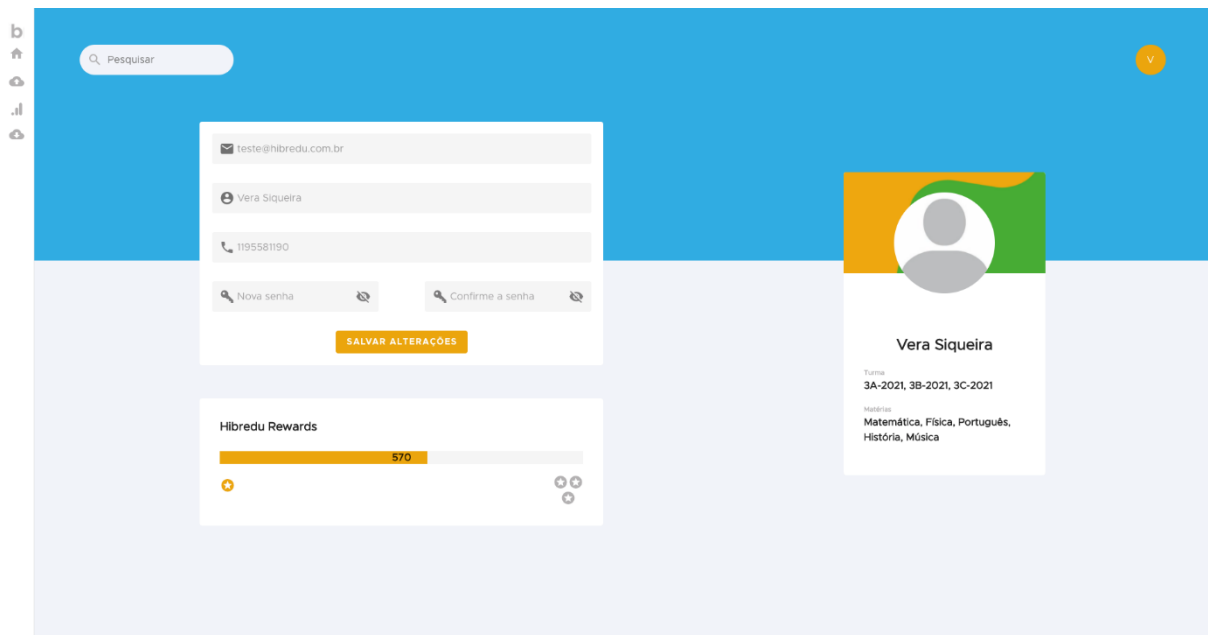 b
Pesquisar
V
teste@hibredu.com.br
Vera Siqueira
1195581190
Nova senha
Confirme a senha
SALVAR ALTERAÇÕES
Hibredu Rewards
570
Vera Siqueira
Turma
3A-2021, 3B-2021, 3C-2021
Matérias
Matemática, Física, Português,
História, Música